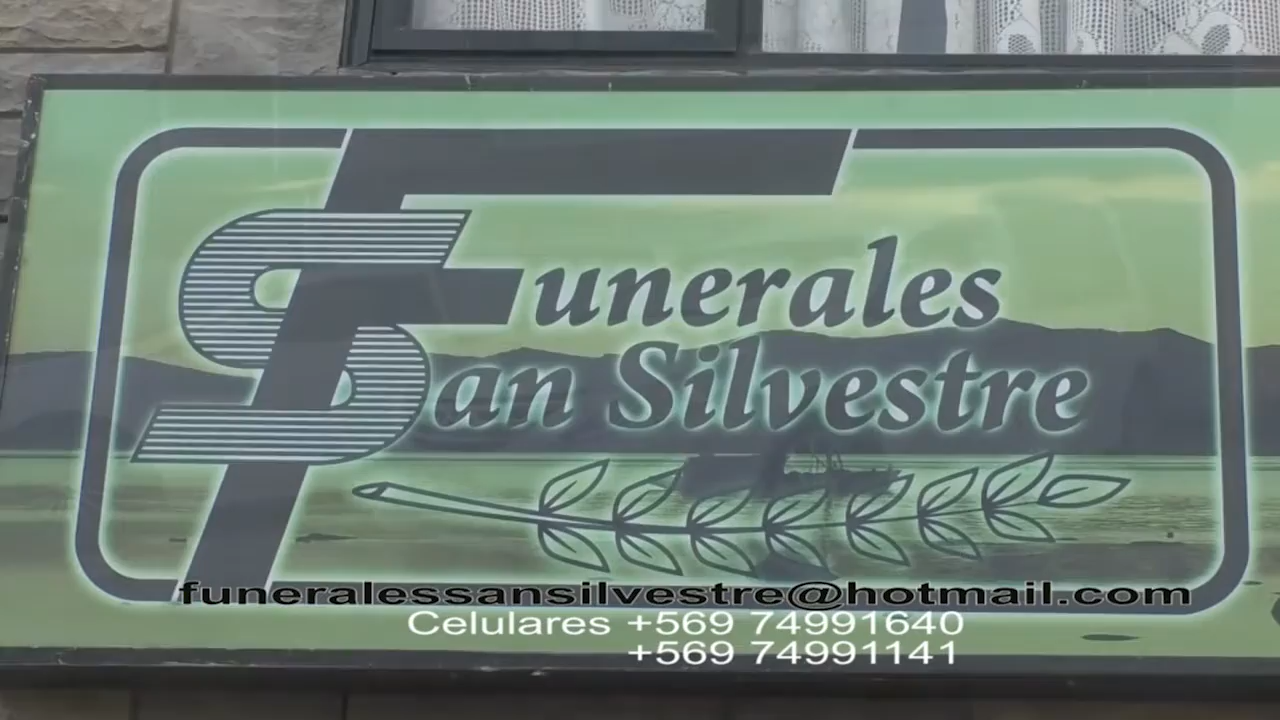 Funerales
San Silvestre
funeralessansilvestre@hotmail.com
Celulares +569 74991640
+569 74991141